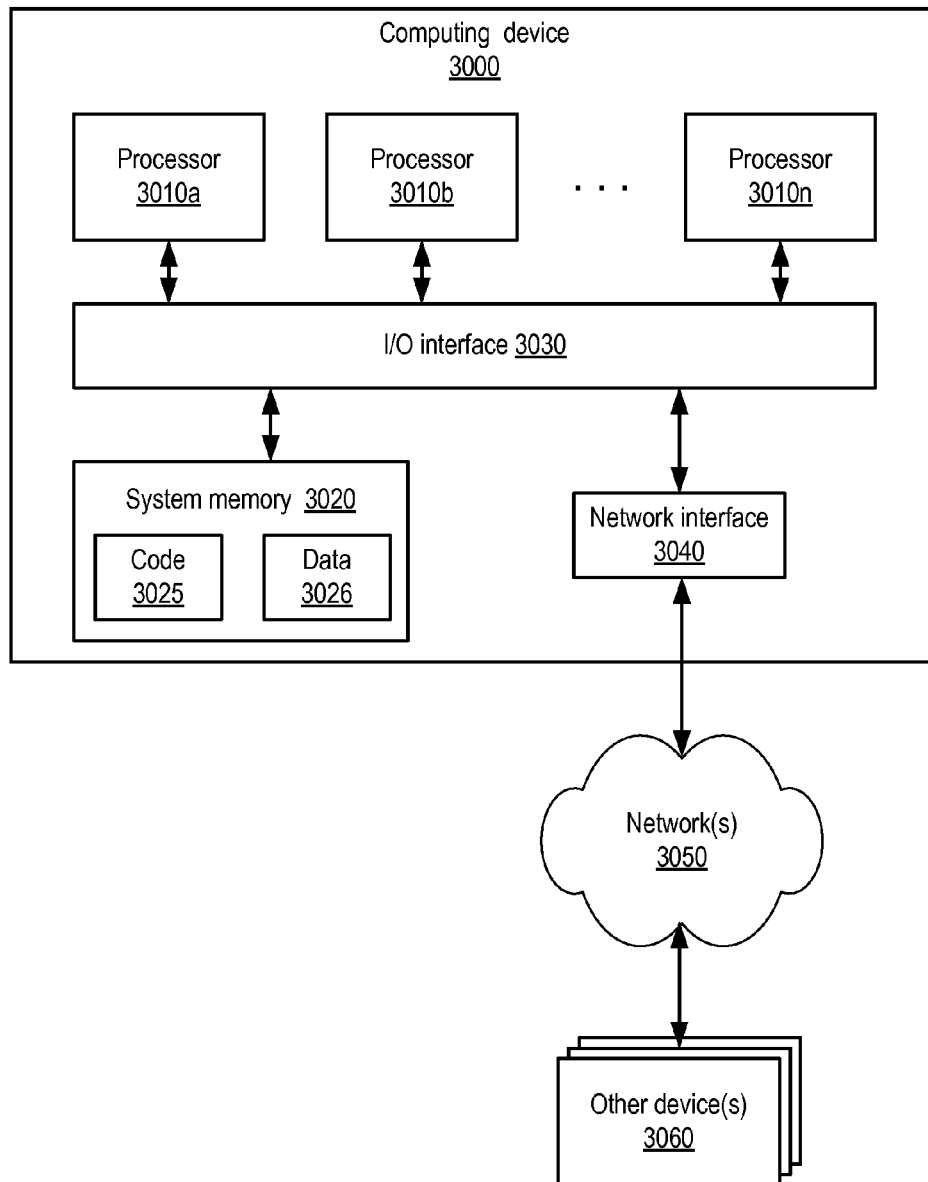 Computing device
3000
Processor
3010a
Processor
3010b
. . .
Processor
3010n
I/O interface 3030
System memory 3020
Code
3025
Data
3026
Network interface
3040
Network(s)
3050
Other device(s)
3060